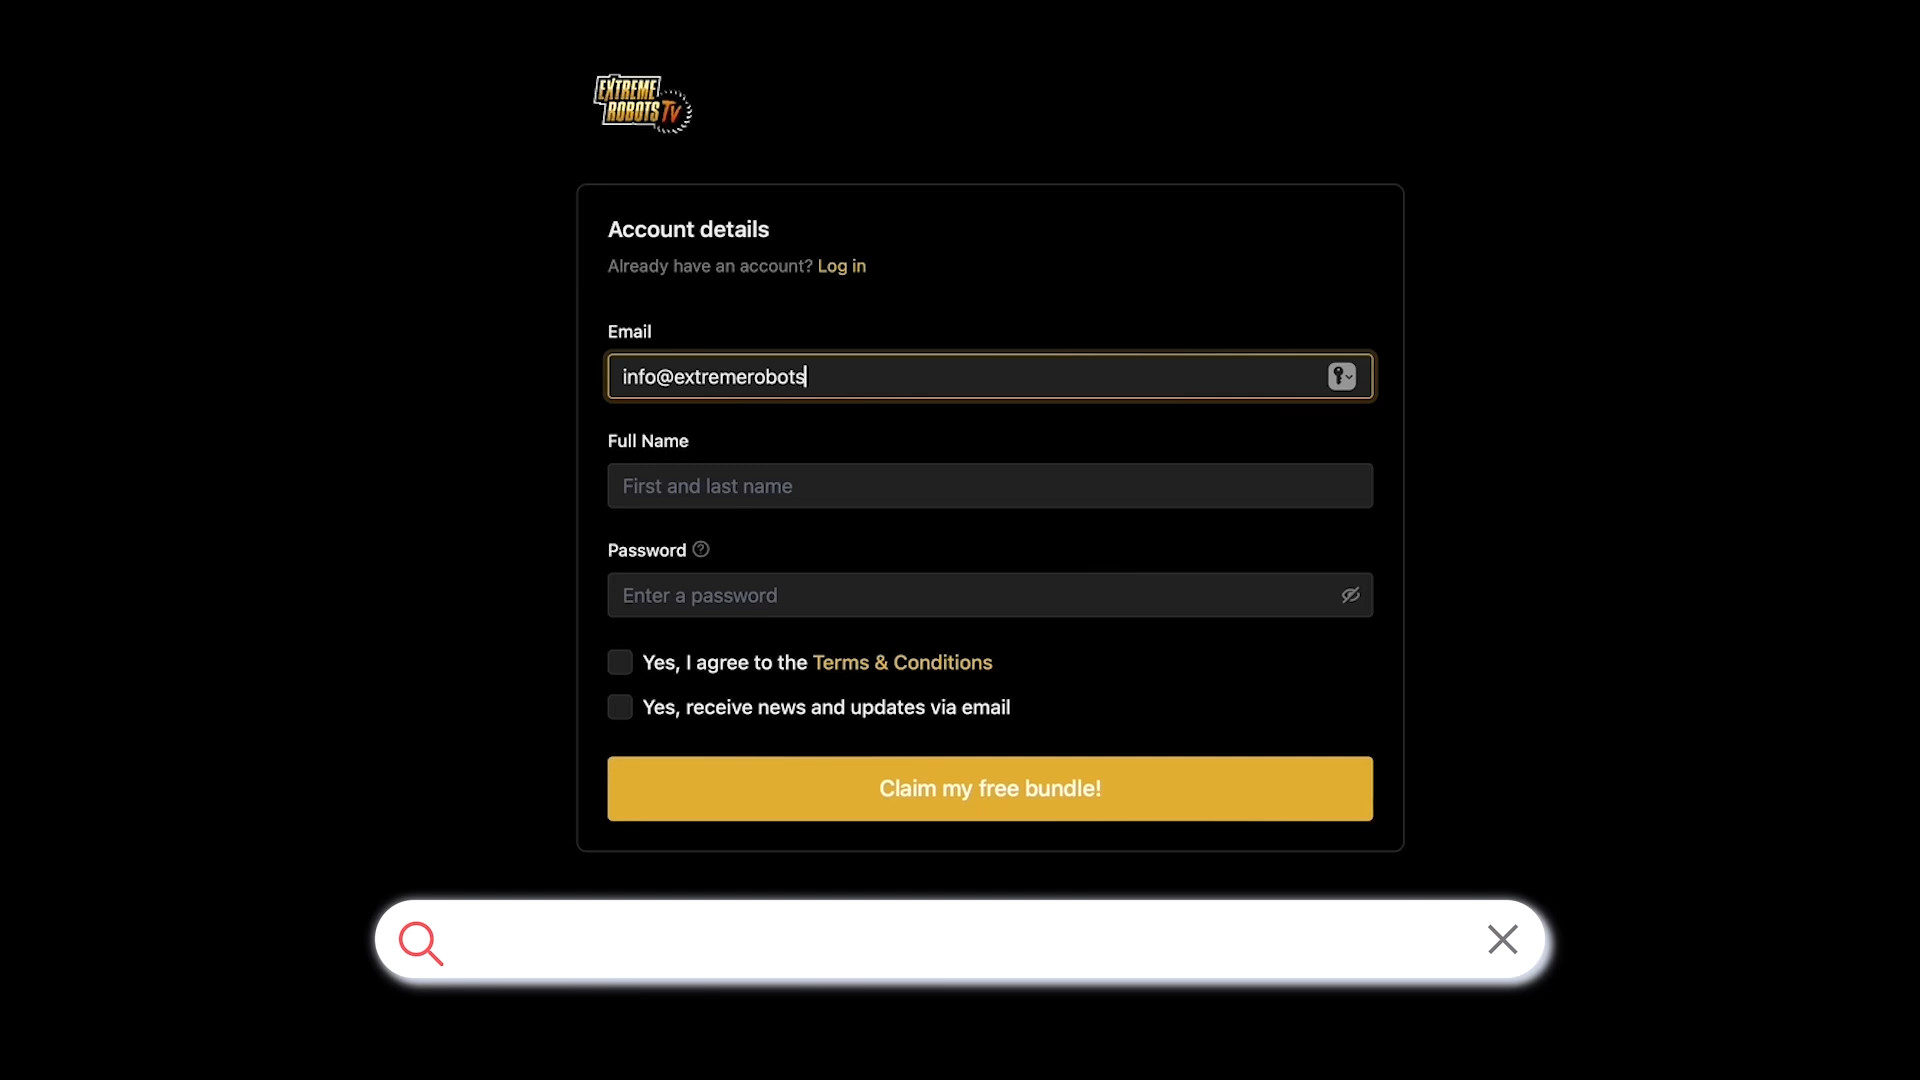 EXTREME
ROBOTS TV
Account details
Already have an account? Log in
Email
info@extremerobots
Full Name
First and last name
Password
Enter a password
Yes, I agree to the Terms & Conditions
Yes, receive news and updates via email
Claim my free bundle!